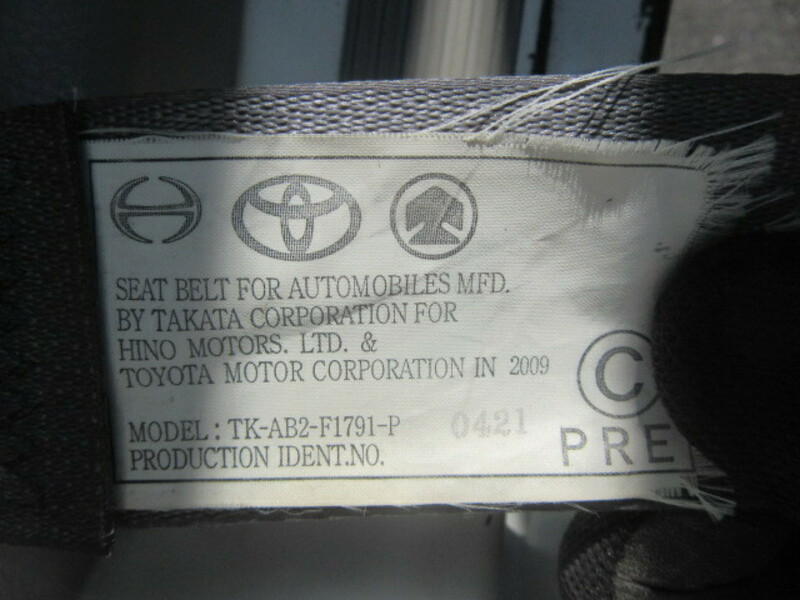 SEAT BELT FOR AUTOMOBILES MFD.
BY TAKATA CORPORATION FOR
HINO MOTORS. LTD. &
TOYOTA MOTOR CORPORATION IN 2009
MODEL : TK-AB2-F1791-P 0421
PRODUCTION IDENT.NO.
C
PRE